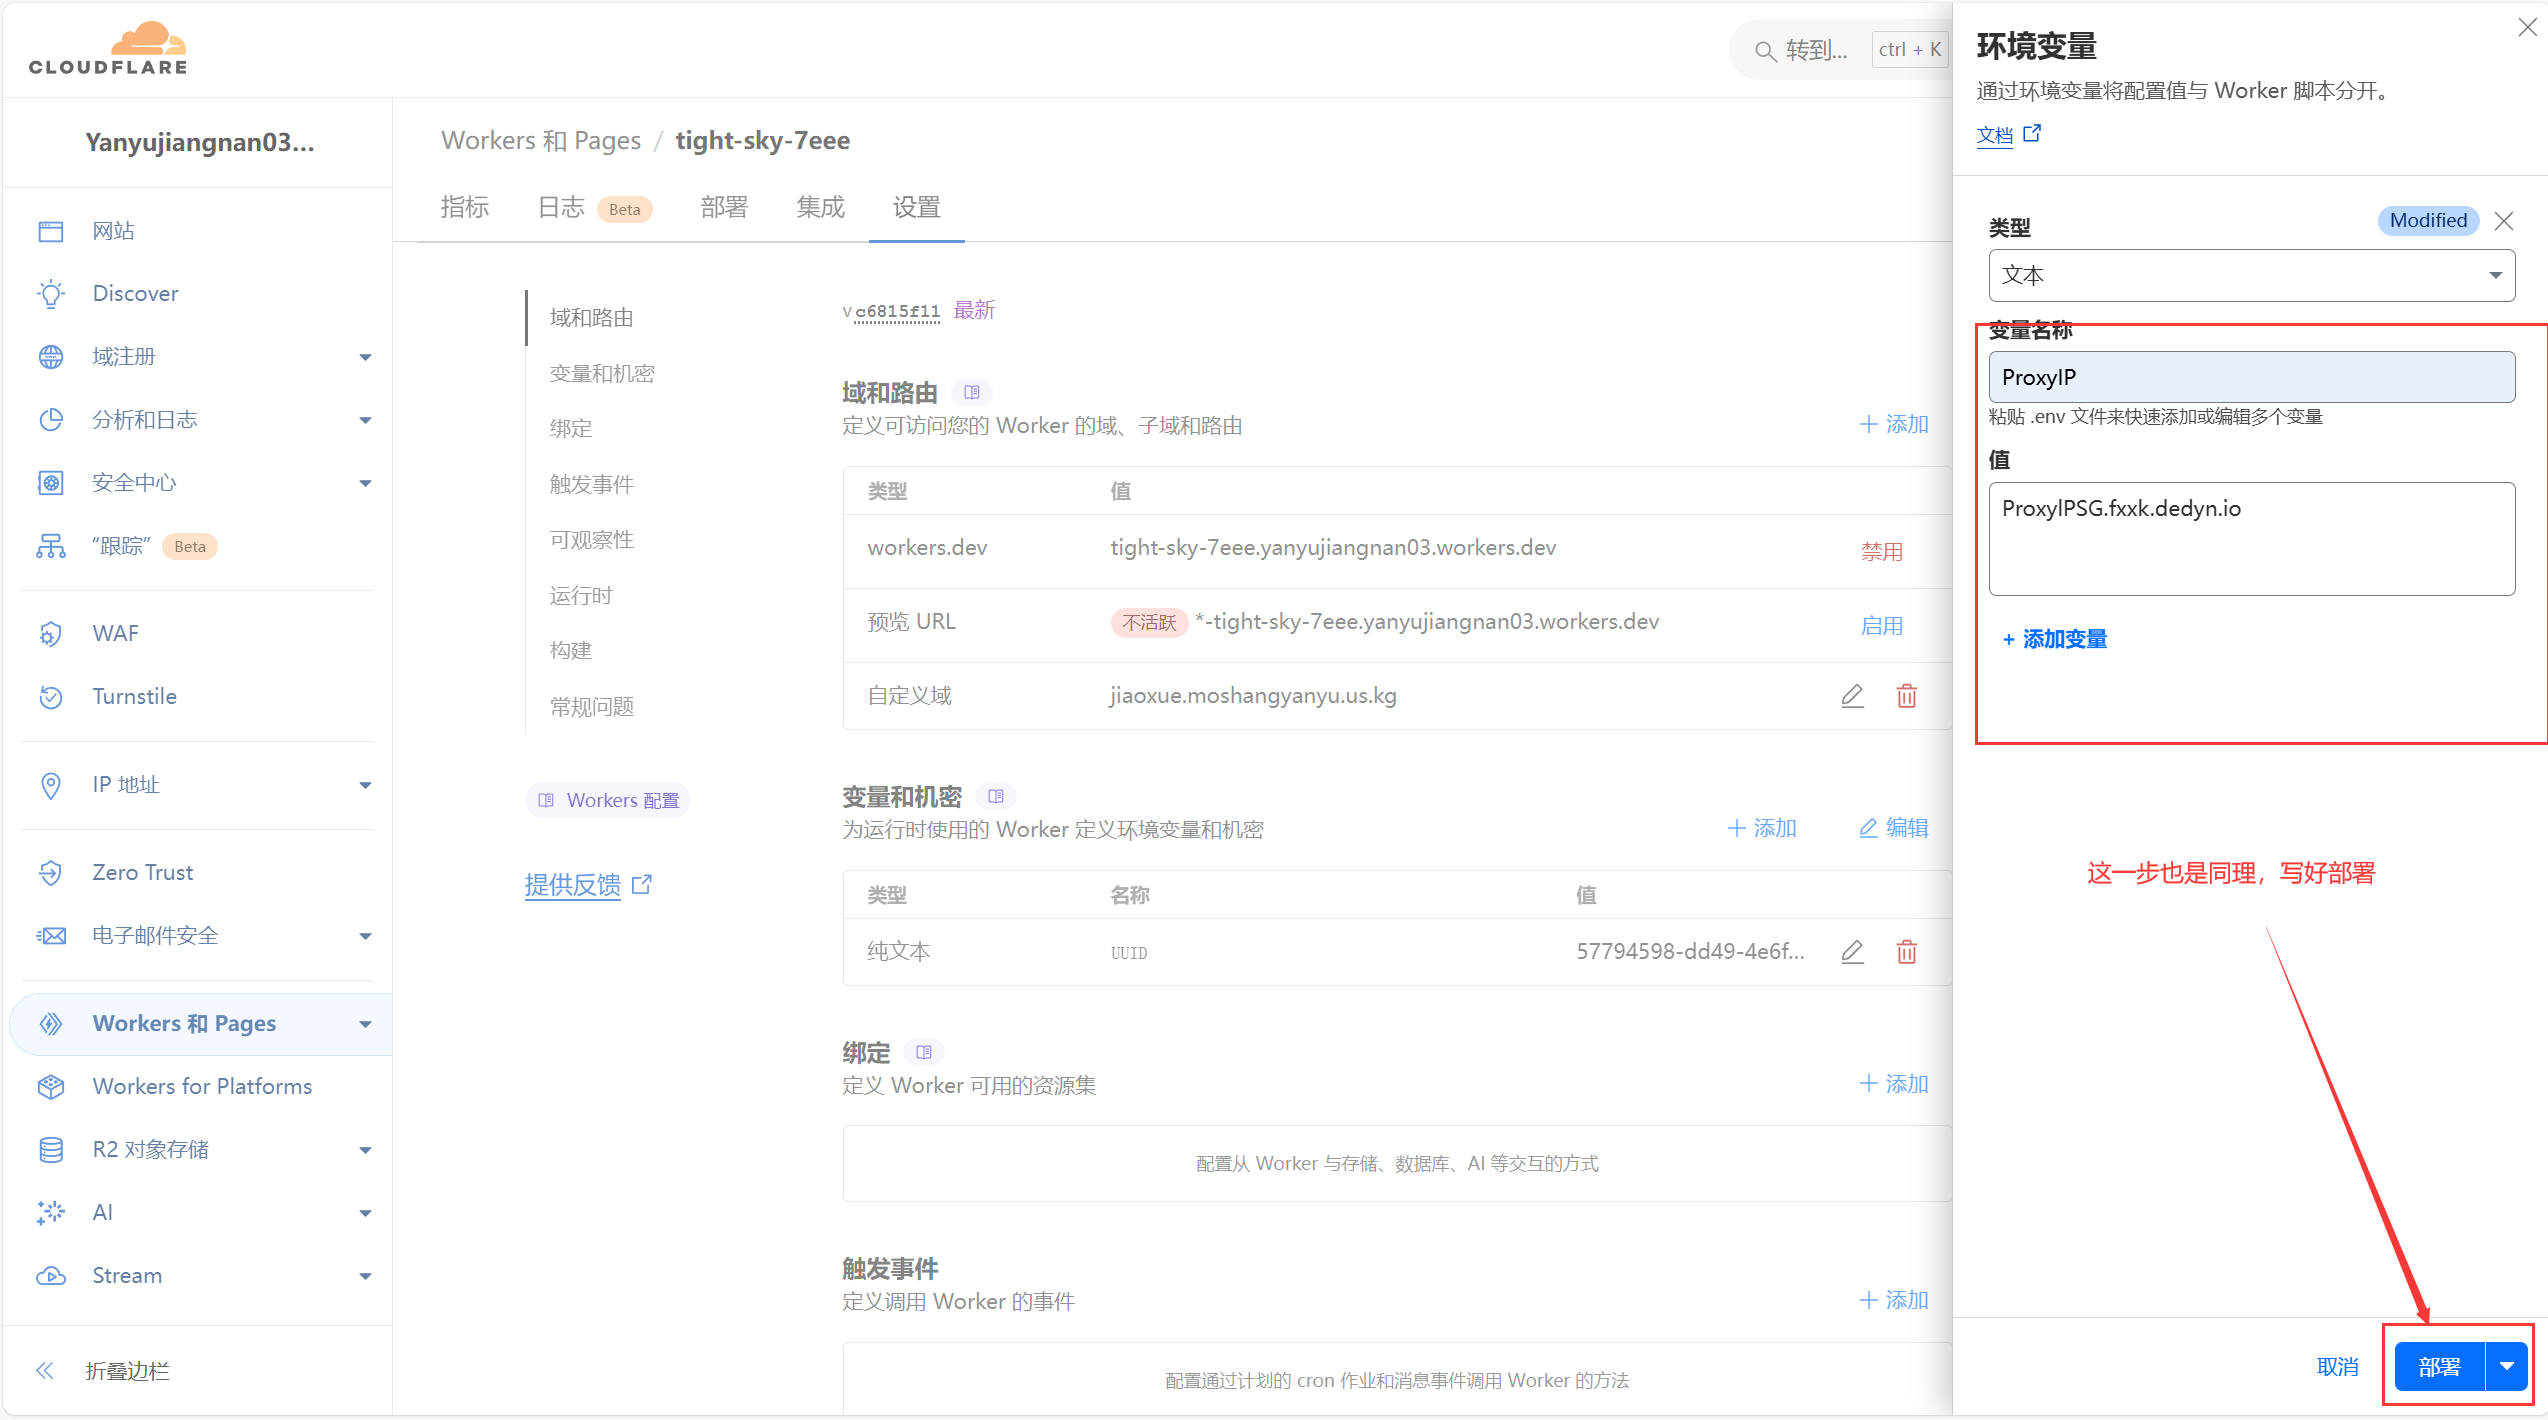 CLOUDFLARE
转到...
ctrl + K
Yanyujiangnan03...
网站
Discover
域注册
分析和日志
安全中心
“跟踪” Beta
WAF
Turnstile
IP 地址
Zero Trust
电子邮件安全
Workers 和 Pages
Workers for Platforms
R2 对象存储
AI
Stream
折叠边栏
Workers 和 Pages / tight-sky-7eee
指标 日志 Beta 部署 集成 设置
域和路由
变量和机密
绑定
触发事件
可观察性
运行时
构建
常规问题
Workers 配置
提供反馈
v c6815f11 最新
域和路由
定义可访问您的 Worker 的域、子域和路由
+ 添加
类型 值
workers.dev tight-sky-7eee.yanyujiangnan03.workers.dev 禁用
预览 URL 不活跃 *-tight-sky-7eee.yanyujiangnan03.workers.dev 启用
自定义域 jiaoxue.moshangyanyu.us.kg
变量和机密
为运行时使用的 Worker 定义环境变量和机密
+ 添加 编辑
类型 名称 值
纯文本 UUID 57794598-dd49-4e6f...
绑定
定义 Worker 可用的资源集
+ 添加
配置从 Worker 与存储、数据库、AI 等交互的方式
触发事件
定义调用 Worker 的事件
+ 添加
配置通过计划的 cron 作业和消息事件调用 Worker 的方法
环境变量
通过环境变量将配置值与 Worker 脚本分开。
文档
类型 Modified
文本
变量名称
ProxyIP
粘贴 .env 文件来快速添加或编辑多个变量
值
ProxyIPSG.fxxk.dedyn.io
+ 添加变量
这一步也是同理，写好部署
取消 部署